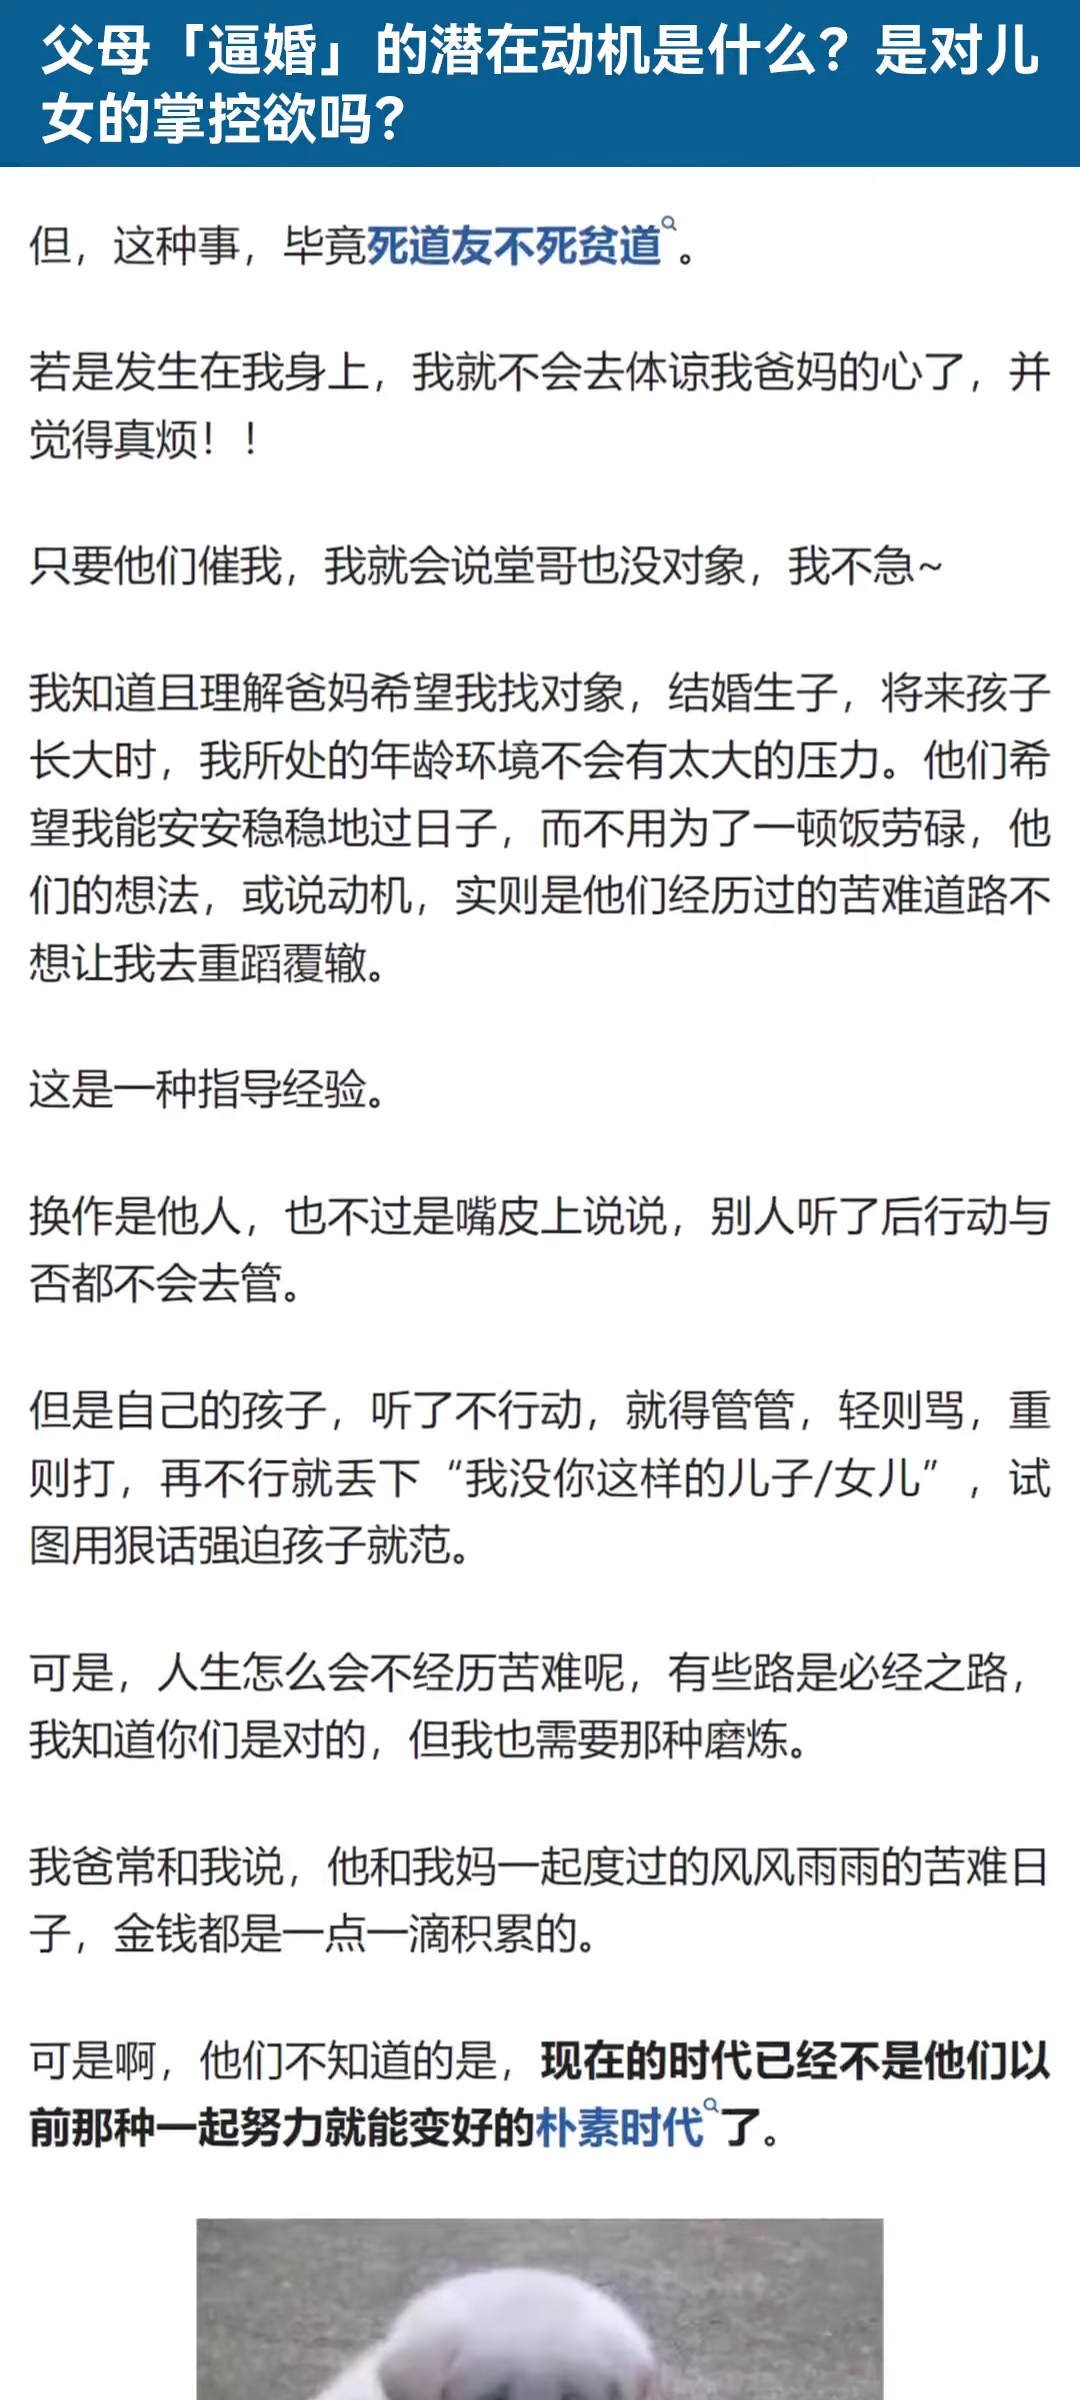 父母「逼婚」的潜在动机是什么？是对儿
女的掌控欲吗？
但，这种事，毕竟死道友不死贫道。
若是发生在我身上，我就不会去体谅我爸妈的心了，并
觉得真烦！！
只要他们催我，我就会说堂哥也没对象，我不急~
我知道且理解爸妈希望我找对象，结婚生子，将来孩子
长大时，我所处的年龄环境不会有太大的压力。他们希
望我能安安稳稳地过日子，而不用为了一顿饭劳碌，他
们的想法，或说动机，实则是他们经历过的苦难道路不
想让我去重蹈覆辙。
这是一种指导经验。
换作是他人，也不过是嘴皮上说说，别人听了后行动与
否都不会去管。
但是自己的孩子，听了不行动，就得管管，轻则骂，重
则打，再不行就丢下“我没你这样的儿子/女儿”，试
图用狠话强迫孩子就范。
可是，人生怎么会不经历苦难呢，有些路是必经之路，
我知道你们是对的，但我也需要那种磨炼。
我爸常和我说，他和我妈一起度过的风风雨雨的苦难日
子，金钱都是一点一滴积累的。
可是啊，他们不知道的是，现在的时代已经不是他们以
前那种一起努力就能变好的朴素时代了。